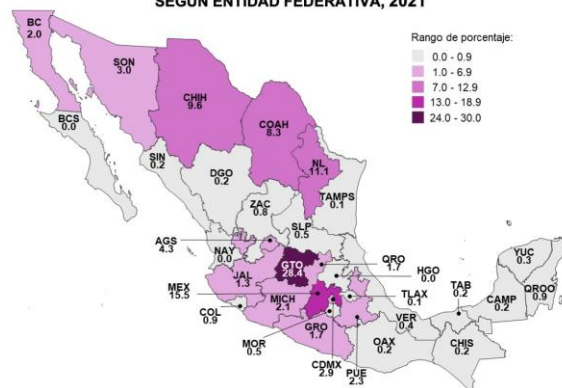 SEGÚN ENTIDAD FEDERATIVA, 2021
BC
2.0
SON
3.0
CHIH
9.6
COAH
8.3
NL
11.1
BCS
0.0
SIN
0.2
DGO
0.2
TAMPS
0.1
ZAC
0.8
SLP
0.5
AGS
4.3
NAY
0.0
JAL
1.3
GTO
28.4
QRO
1.7
HGO
0.0
MEX
15.5
MICH
2.1
COL
0.9
MOR
0.5
GRO
1.7
CDMX
2.9
PUE
2.3
TLAX
0.1
VER
0.4
OAX
0.2
TAB
0.2
CHIS
0.2
CAMP
0.2
YUC
0.3
QROO
0.9
Rango de porcentaje:
0.0 - 0.9
1.0 - 6.9
7.0 - 12.9
13.0 - 18.9
24.0 - 30.0